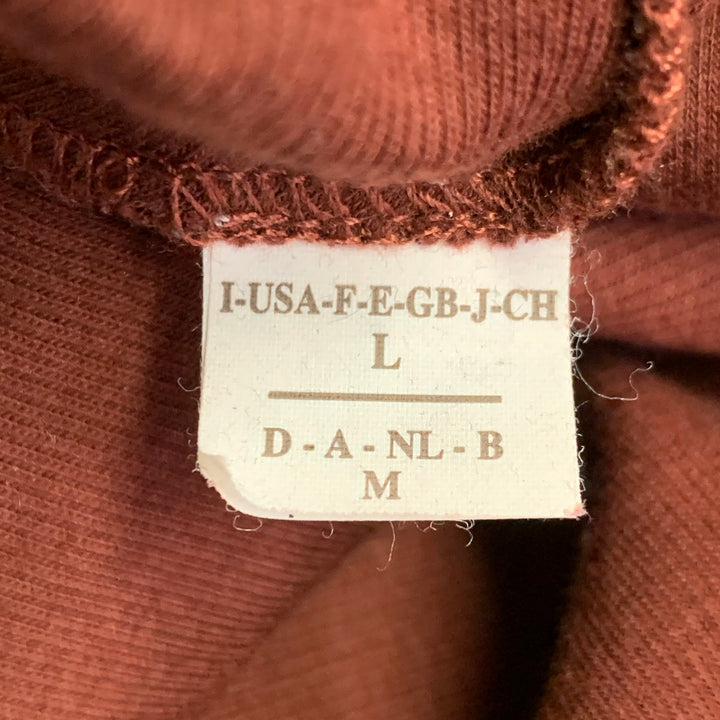 I-USA-F-E-GB-J-CH
L
D - A - NL - B
M